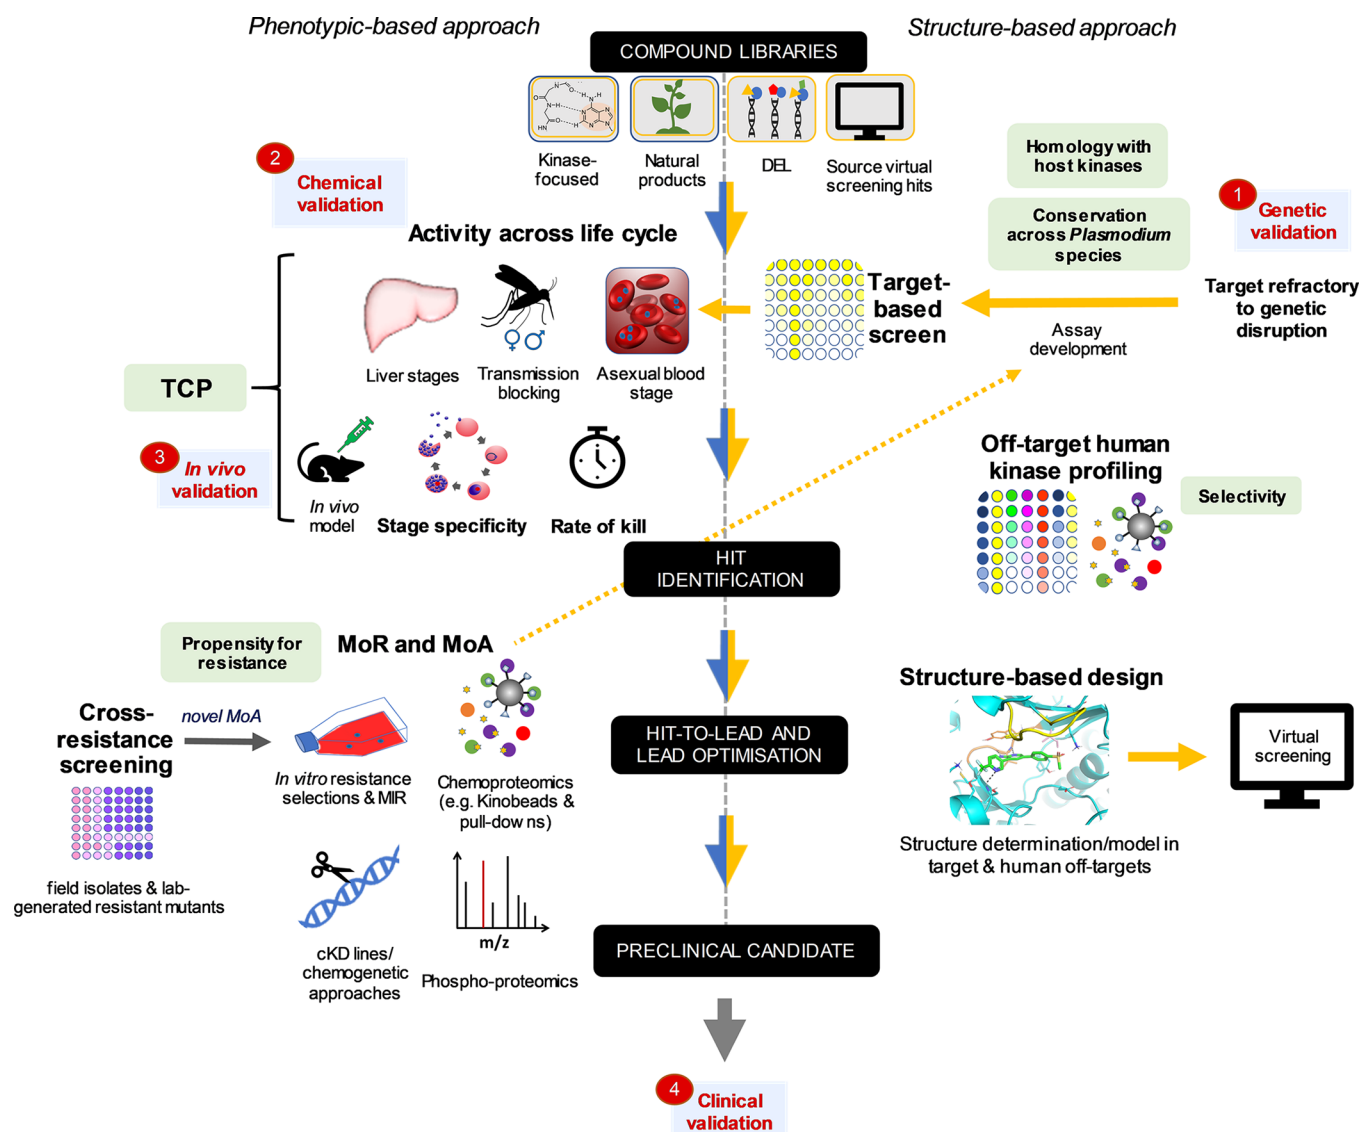 Phenotypic-based approach
Structure-based approach
COMPOUND LIBRARIES
Kinase-
focused
Natural
products
DEL
Source virtual
screening hits
2
Chemical
validation
Homology with
host kinases
Conservation
across Plasmodium
species
1
Genetic
validation
Activity across life cycle
Target-
based
screen
Target refractory
to genetic
disruption
Assay
development
Liver stages
Transmission
blocking
Asexual blood
stage
TCP
3
In vivo
validation
In vivo
model
Stage specificity
Rate of kill
Off-target human
kinase profiling
Selectivity
HIT
IDENTIFICATION
Propensity for
resistance
MoR and MoA
Cross-
resistance
screening
novel MoA
In vitro resistance
selections & MIR
Chemoproteomics
(e.g. Kinobeads &
pull-downs)
HIT-TO-LEAD AND
LEAD OPTIMISATION
Structure-based design
Virtual
screening
Structure determination/model in
target & human off-targets
field isolates & lab-
generated resistant mutants
m/z
cKD lines/
chemogenetic
approaches
Phospho-proteomics
PRECLINICAL CANDIDATE
4
Clinical
validation